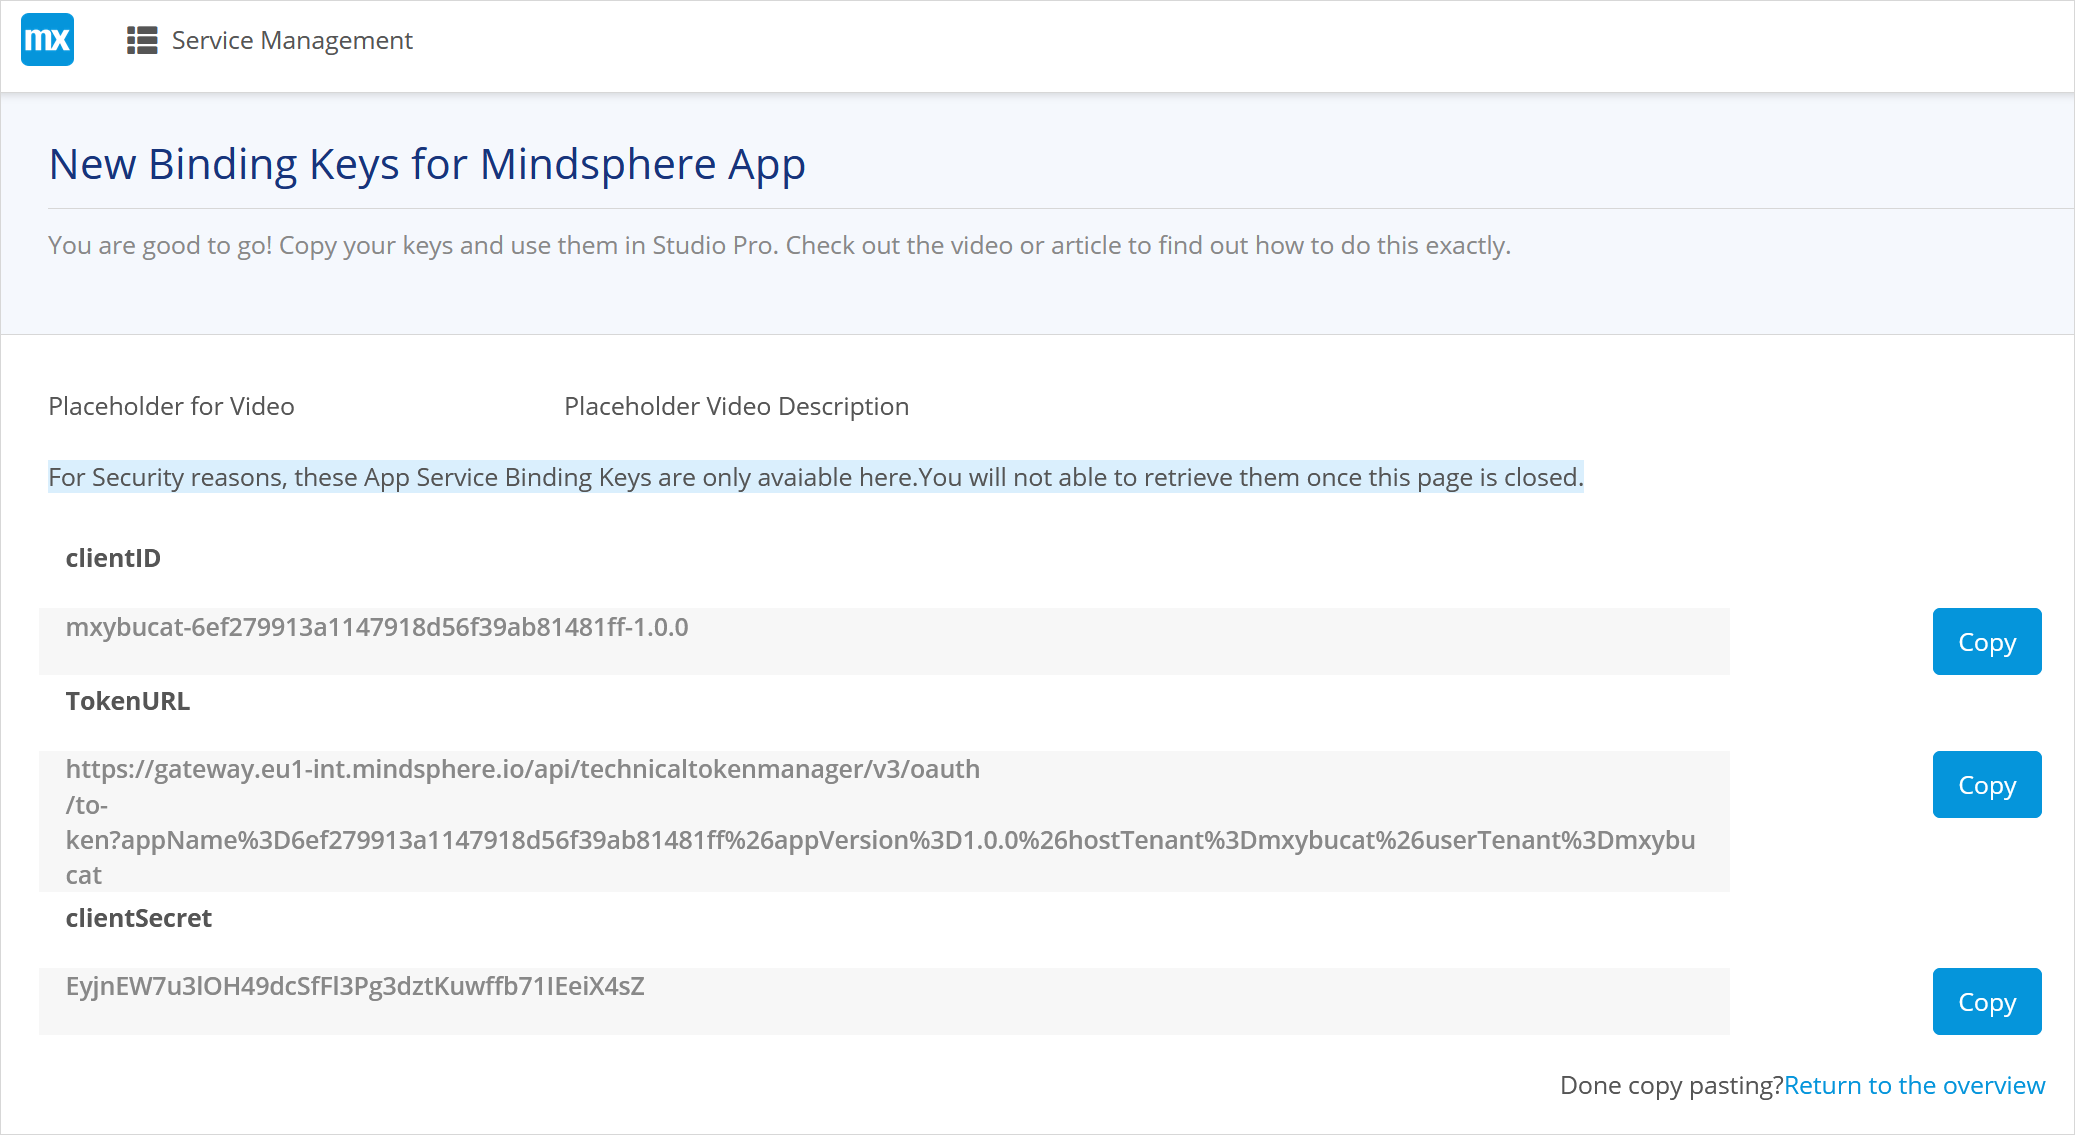 mx
Service Management
New Binding Keys for Mindsphere App
You are good to go! Copy your keys and use them in Studio Pro. Check out the video or article to find out how to do this exactly.
Placeholder for Video
Placeholder Video Description
For Security reasons, these App Service Binding Keys are only avaiable here.You will not able to retrieve them once this page is closed.
clientID
mxybucat-6ef279913a1147918d56f39ab81481ff-1.0.0
Copy
TokenURL
https://gateway.eu1-int.mindsphere.io/api/technicaltokenmanager/v3/oauth
/to-
ken?appName%3D6ef279913a1147918d56f39ab81481ff%26appVersion%3D1.0.0%26hostTenant%3Dmxybucat%26userTenant%3Dmxybu
cat
Copy
clientSecret
EyjnEW7u3lOH49dcSfFl3Pg3dztKuwffb71IEeiX4sZ
Copy
Done copy pasting?Return to the overview